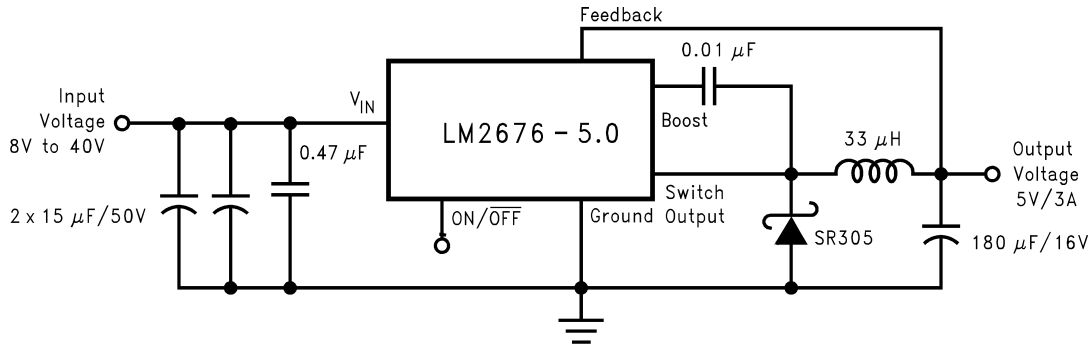 Feedback
0.01 μF
Input
Voltage
8V to 40V
VIN
LM2676 - 5.0
Boost
33 μH
Output
Voltage
5V/3A
0.47 μF
2 x 15 μF/50V
ON/OFF
Ground
Switch
Output
SR305
180 μF/16V